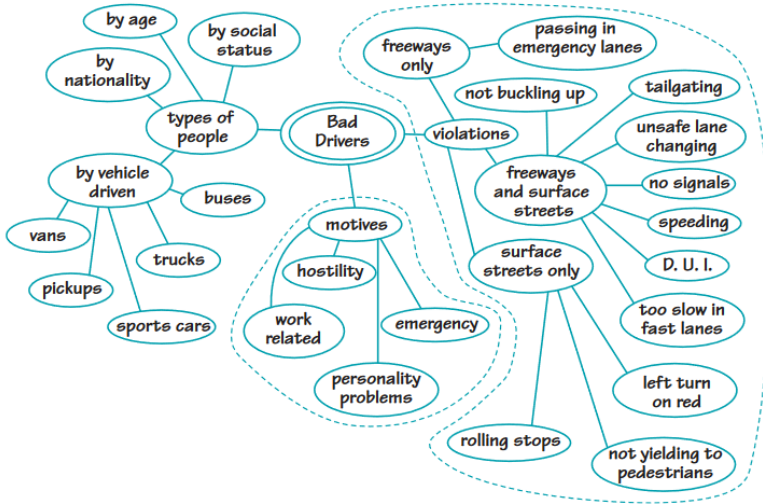 by age
by social
status
by
nationality
types of
people
by vehicle
driven
buses
vans
trucks
pickups
sports cars
Bad
Drivers
motives
hostility
work
related
emergency
personality
problems
violations
freeways
only
passing in
emergency lanes
freeways
and surface
streets
not buckling up
tailgating
unsafe lane
changing
no signals
speeding
D. U. I.
too slow in
fast lanes
surface
streets only
left turn
on red
not yielding to
pedestrians
rolling stops